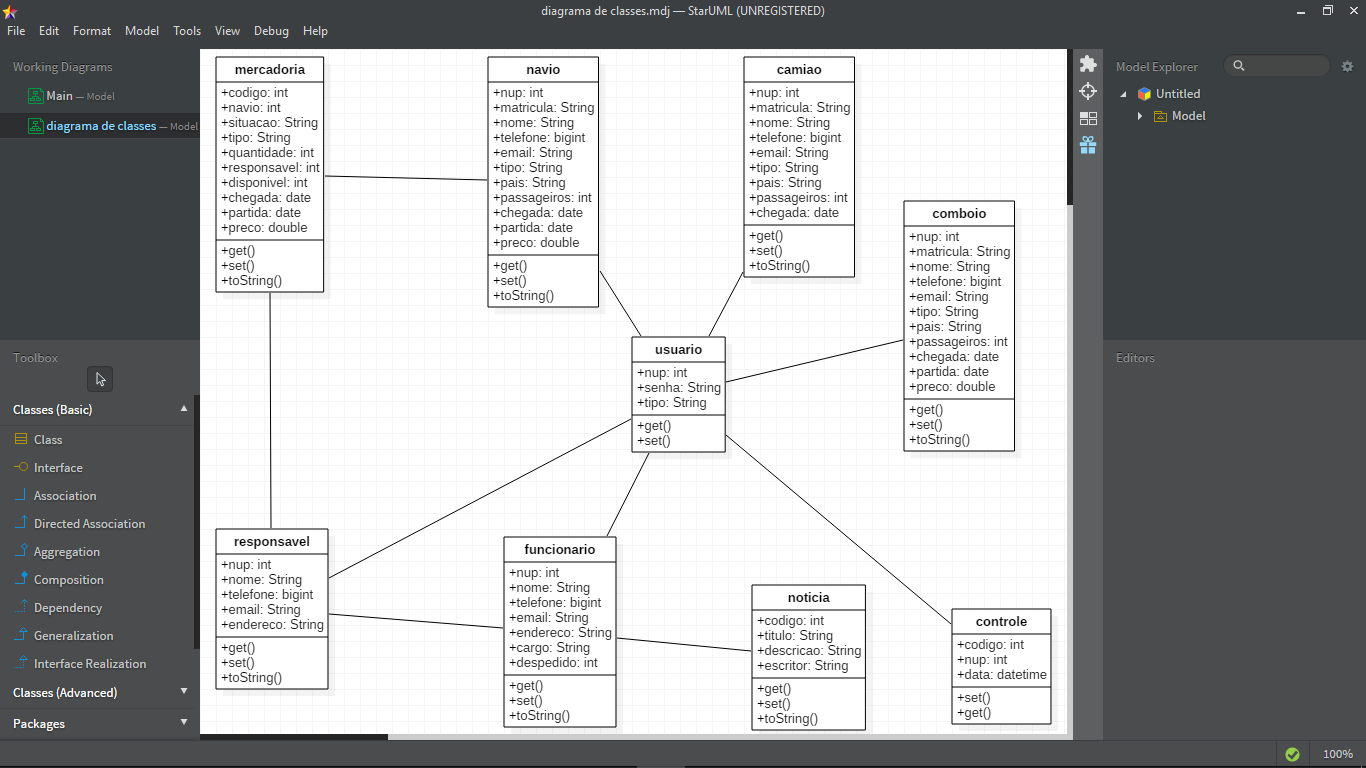 diagrama de classes.mdj — StarUML (UNREGISTERED)
File Edit Format Model Tools View Debug Help
Working Diagrams
Main — Model
diagrama de classes — Model
Toolbox
Classes (Basic)
Class
Interface
Association
Directed Association
Aggregation
Composition
Dependency
Generalization
Interface Realization
Classes (Advanced)
Packages
mercadoria
+codigo: int
+navio: int
+situacao: String
+tipo: String
+quantidade: int
+responsavel: int
+disponivel: int
+chegada: date
+partida: date
+preco: double
+get()
+set()
+toString()
navio
+nup: int
+matricula: String
+nome: String
+telefone: bigint
+email: String
+tipo: String
+pais: String
+passageiros: int
+chegada: date
+partida: date
+preco: double
+get()
+set()
+toString()
camiao
+nup: int
+matricula: String
+nome: String
+telefone: bigint
+email: String
+tipo: String
+pais: String
+passageiros: int
+chegada: date
+get()
+set()
+toString()
comboio
+nup: int
+matricula: String
+nome: String
+telefone: bigint
+email: String
+tipo: String
+pais: String
+passageiros: int
+chegada: date
+partida: date
+preco: double
+get()
+set()
+toString()
usuario
+nup: int
+senha: String
+tipo: String
+get()
+set()
responsavel
+nup: int
+nome: String
+telefone: bigint
+email: String
+endereco: String
+get()
+set()
+toString()
funcionario
+nup: int
+nome: String
+telefone: bigint
+email: String
+endereco: String
+cargo: String
+despedido: int
+get()
+set()
+toString()
noticia
+codigo: int
+titulo: String
+descricao: String
+escritor: String
+get()
+set()
+toString()
controle
+codigo: int
+nup: int
+data: datetime
+set()
+get()
Model Explorer
Untitled
Model
Editors
100%